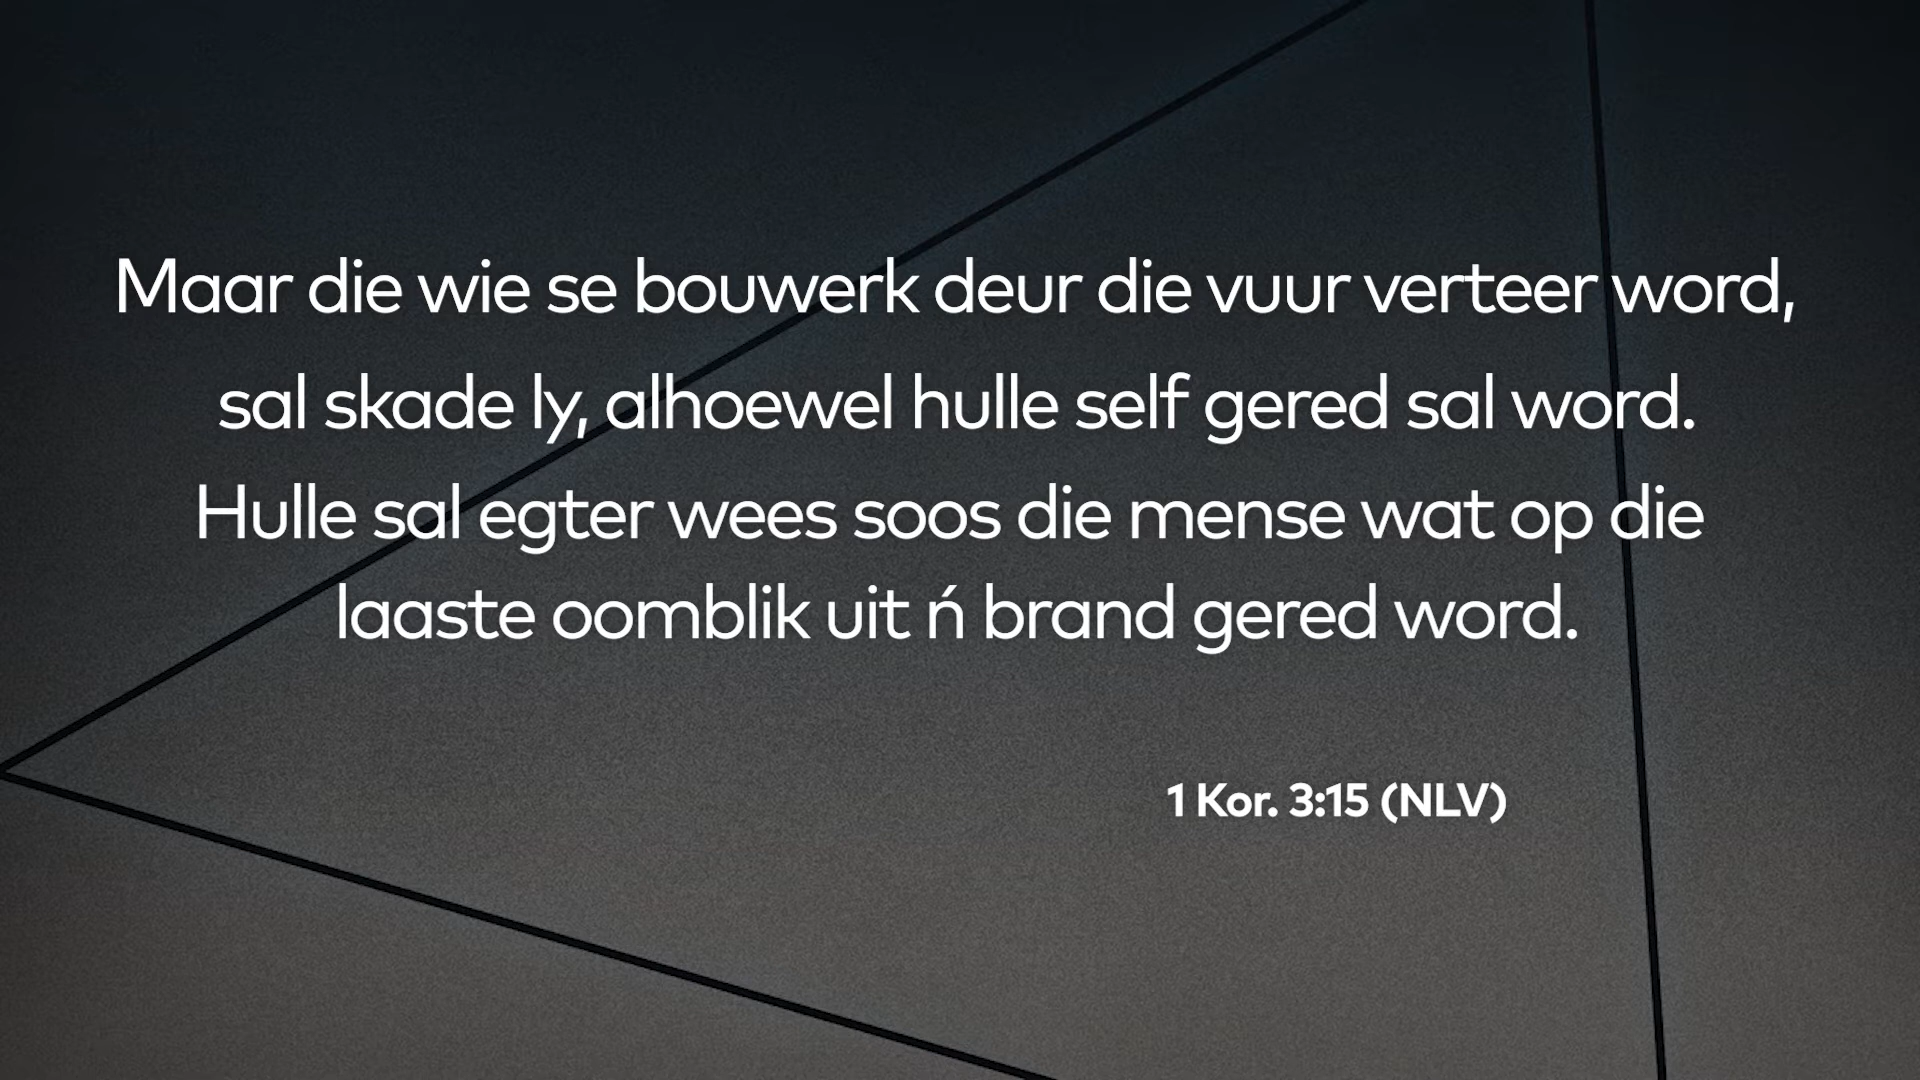 Maar die wie se bouwerk deur die vuur verteer word,
sal skade ly, alhoewel hulle self gered sal word.
Hulle sal egter wees soos die mense wat op die
laaste oomblik uit ń brand gered word.
1 Kor. 3:15 (NLV)